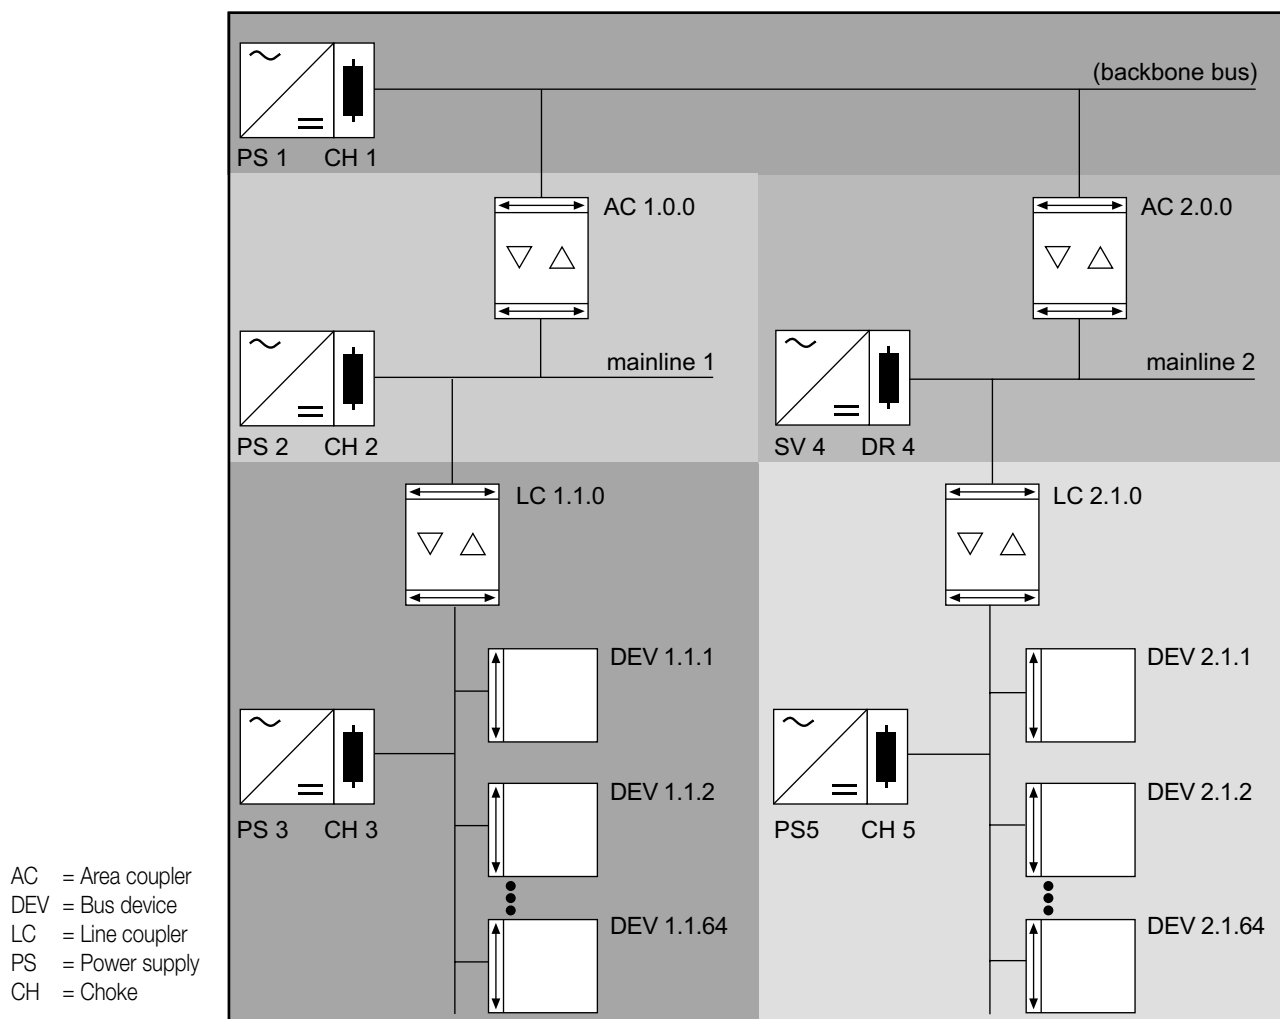 (backbone bus)
PS 1 CH 1
AC 1.0.0
AC 2.0.0
mainline 1
mainline 2
PS 2 CH 2
SV 4 DR 4
LC 1.1.0
LC 2.1.0
DEV 1.1.1
DEV 2.1.1
DEV 1.1.2
DEV 2.1.2
PS 3 CH 3
PS5 CH 5
DEV 1.1.64
DEV 2.1.64
AC = Area coupler
DEV = Bus device
LC = Line coupler
PS = Power supply
CH = Choke